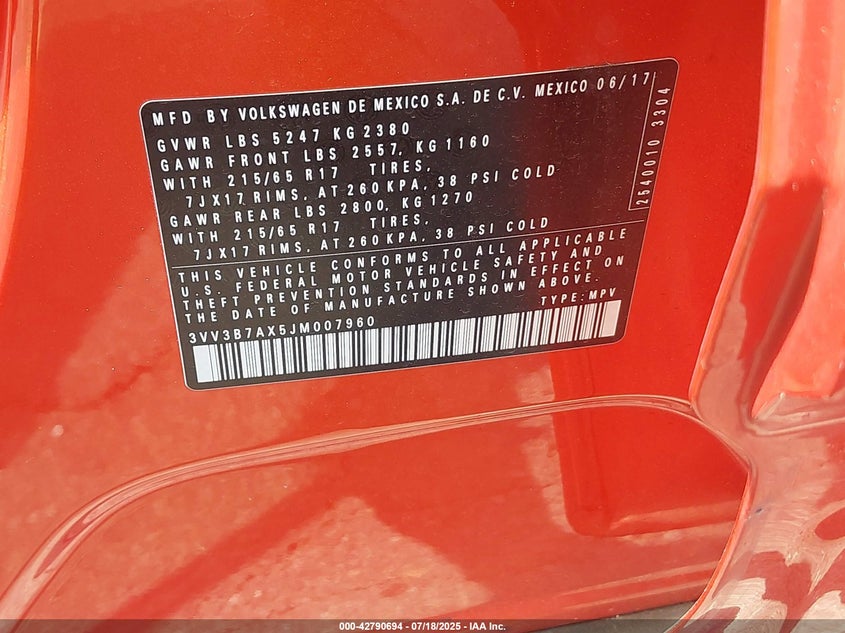 MFD BY VOLKSWAGEN DE MEXICO S.A. DE C.V. MEXICO 06/17
GVWR LBS 5247 KG 2380
GAWR FRONT LBS 2557, KG 1160
WITH 215/65 R17 TIRES,
7JX17 RIMS, AT 260 KPA, 38 PSI COLD
GAWR REAR LBS 2800, KG 1270
WITH 215/65 R17 TIRES,
7JX17 RIMS, AT 260 KPA, 38 PSI COLD
2540010 3304
THIS VEHICLE CONFORMS TO ALL APPLICABLE
U.S. FEDERAL MOTOR VEHICLE SAFETY AND
THEFT PREVENTION STANDARDS IN EFFECT ON
THE DATE OF MANUFACTURE SHOWN ABOVE.
TYPE: MPV
3VV3B7AX5JM007960
000-42790694 - 07/18/2025 - IAA Inc.